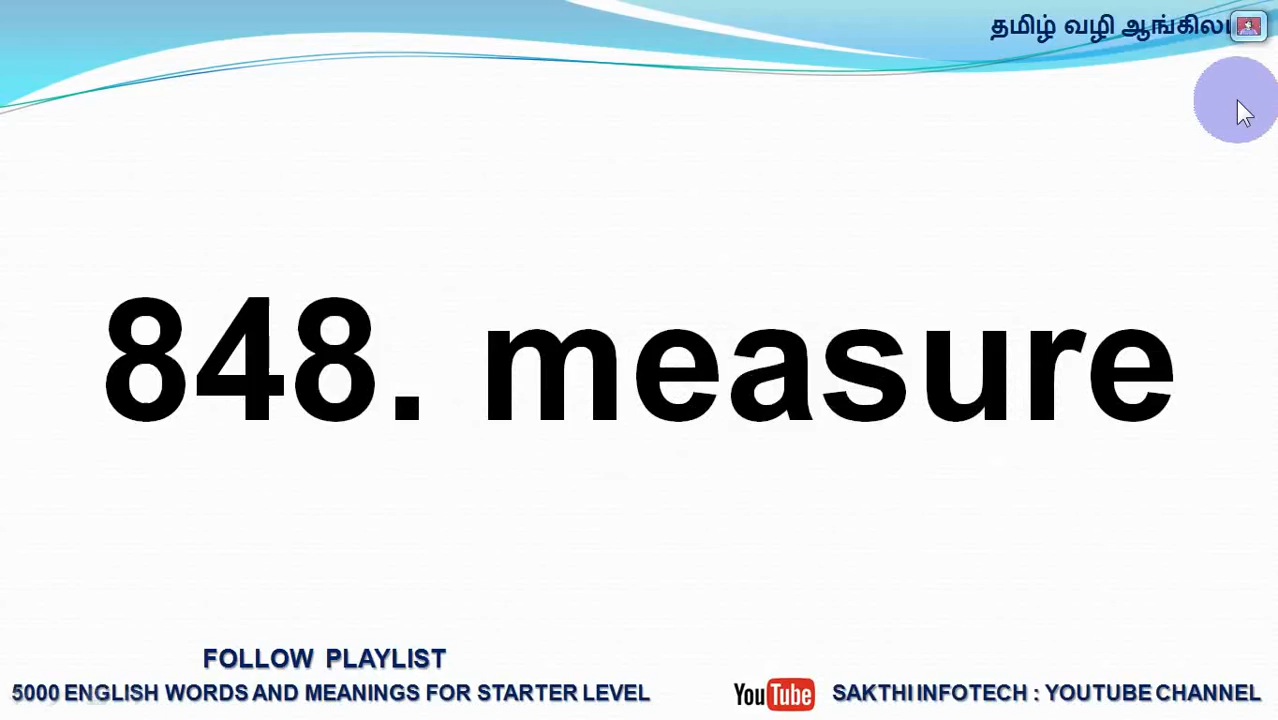 தமிழ் வழி
848. measure
FOLLOW PLAYLIST
5000 ENGLISH WORDS AND MEANINGS FOR STARTER LEVEL
YouTube SAKTHI INFOTECH : YOUTUBE CHANNEL